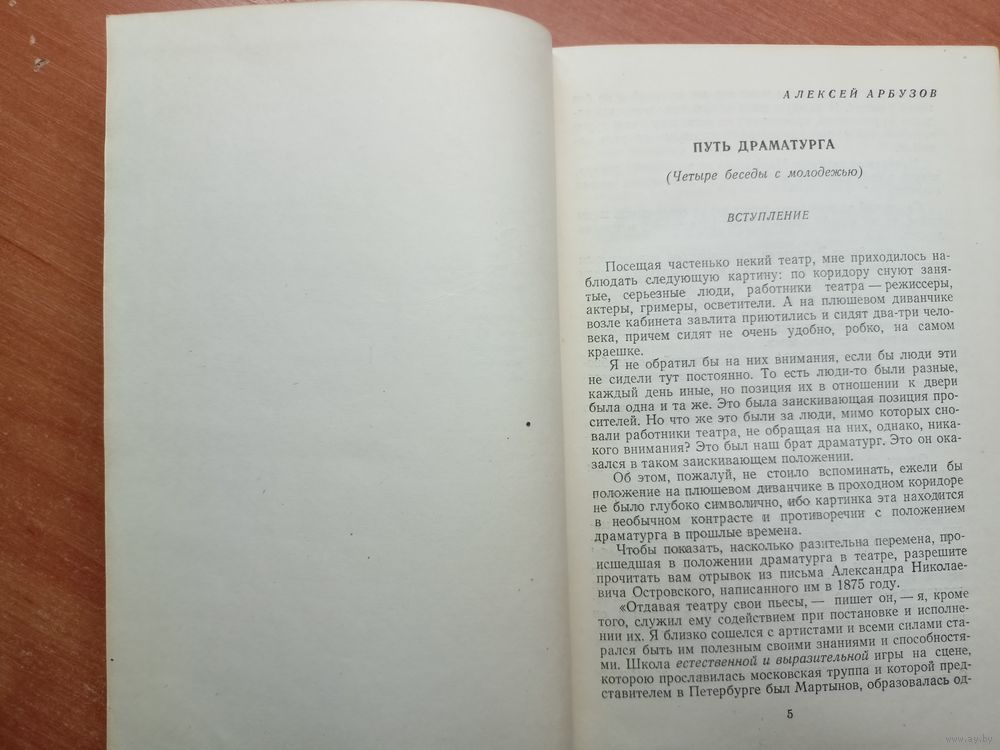 АЛЕКСЕЙ АРБУЗОВ
ПУТЬ ДРАМАТУРГА
(Четыре беседы с молодежью)
ВСТУПЛЕНИЕ
Посещая частенько некий театр, мне приходилось на-
блюдать следующую картину: по коридору снуют заня-
тые, серьезные люди, работники театра — режиссеры,
актеры, гримеры, осветители. А на плюшевом диванчике
возле кабинета завлита приютились и сидят два-три чело-
века, причем сидят не очень удобно, робко, на самом
краешке.
Я не обратил бы на них внимания, если бы люди эти
не сидели тут постоянно. То есть люди-то были разные,
каждый день иные, но позиция их в отношении к двери
была одна и та же. Это была заискивающая позиция про-
сителей. Но что же это были за люди, мимо которых сно-
вали работники театра, не обращая на них, однако, ника-
кого внимания? Это был наш брат драматург. Это он ока-
зался в таком заискивающем положении.
Об этом, пожалуй, не стоило вспоминать, ежели бы
положение на плюшевом диванчике в проходном коридоре
не было глубоко символично, ибо картинка эта находится
в необычном контрасте и противоречии с положением
драматурга в прошлые времена.
Чтобы показать, насколько разительна перемена, про-
исшедшая в положении драматурга в театре, разрешите
прочитать вам отрывок из письма Александра Николае-
вича Островского, написанного им в 1875 году.
«Отдавая театру свои пьесы, — пишет он, — я, кроме
того, служил ему содействием при постановке и исполне-
нии их. Я близко сошелся с артистами и всеми силами ста-
рался быть им полезным своими знаниями и способностя-
ми. Школа естественной и выразительной игры на сцене,
которою прославилась московская труппа и которой пред-
ставителем в Петербурге был Мартынов, образовалась од-
5
www.ay.by